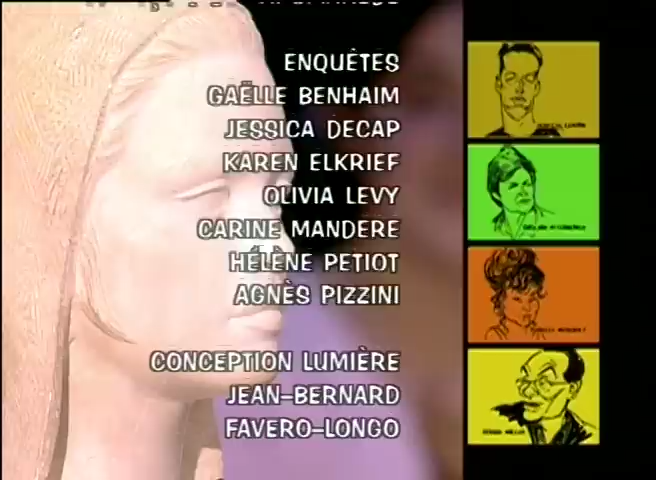 ENQUÈTES
GAËLLE BENHAIM
JESSICA DECAP
KAREN ELKRIEF
OLIVIA LEVY
CARINE MANDERE
HÉLÈNE PETIOT
AGNÈS PIZZINI
CONCEPTION LUMIÈRE
JEAN-BERNARD
FAVERO-LONGO